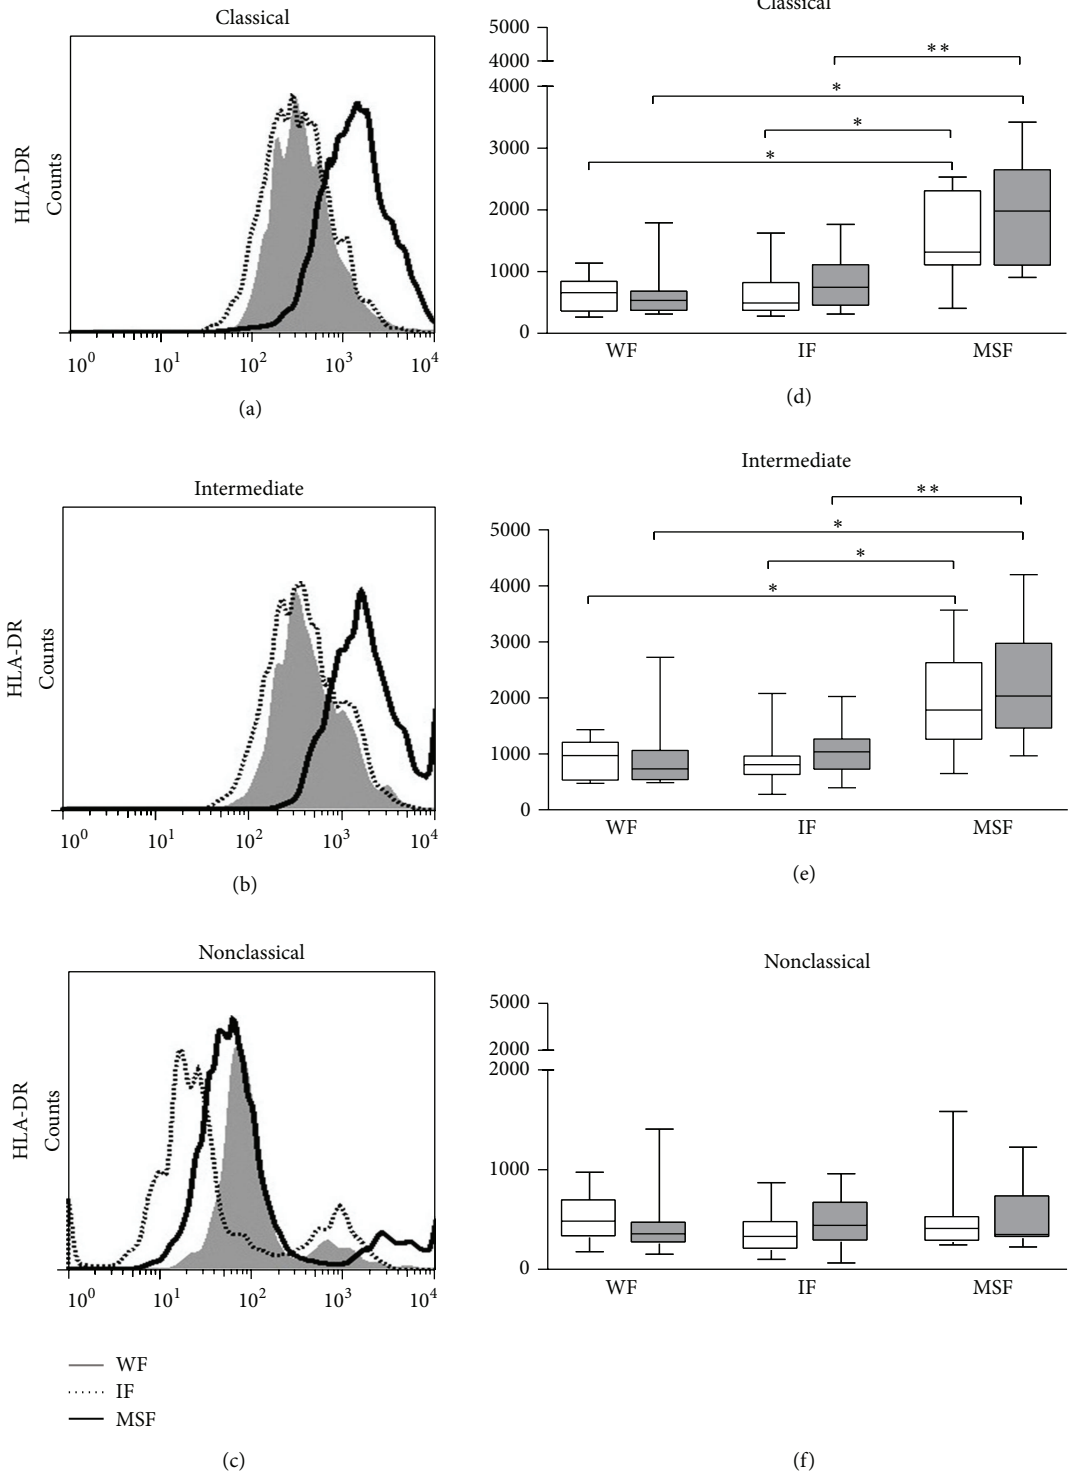 Classical
HLA-DR
Counts
10^0 10^1 10^2 10^3 10^4
(a)
Classical
5000
4000
4000
3000
2000
1000
0
**
*
*
*
WF IF MSF
(d)
Intermediate
HLA-DR
Counts
10^0 10^1 10^2 10^3 10^4
(b)
Intermediate
5000
4000
3000
2000
1000
0
**
*
*
*
WF IF MSF
(e)
Nonclassical
HLA-DR
Counts
10^0 10^1 10^2 10^3 10^4
WF
IF
MSF
(c)
Nonclassical
5000
2000
2000
1000
0
WF IF MSF
(f)